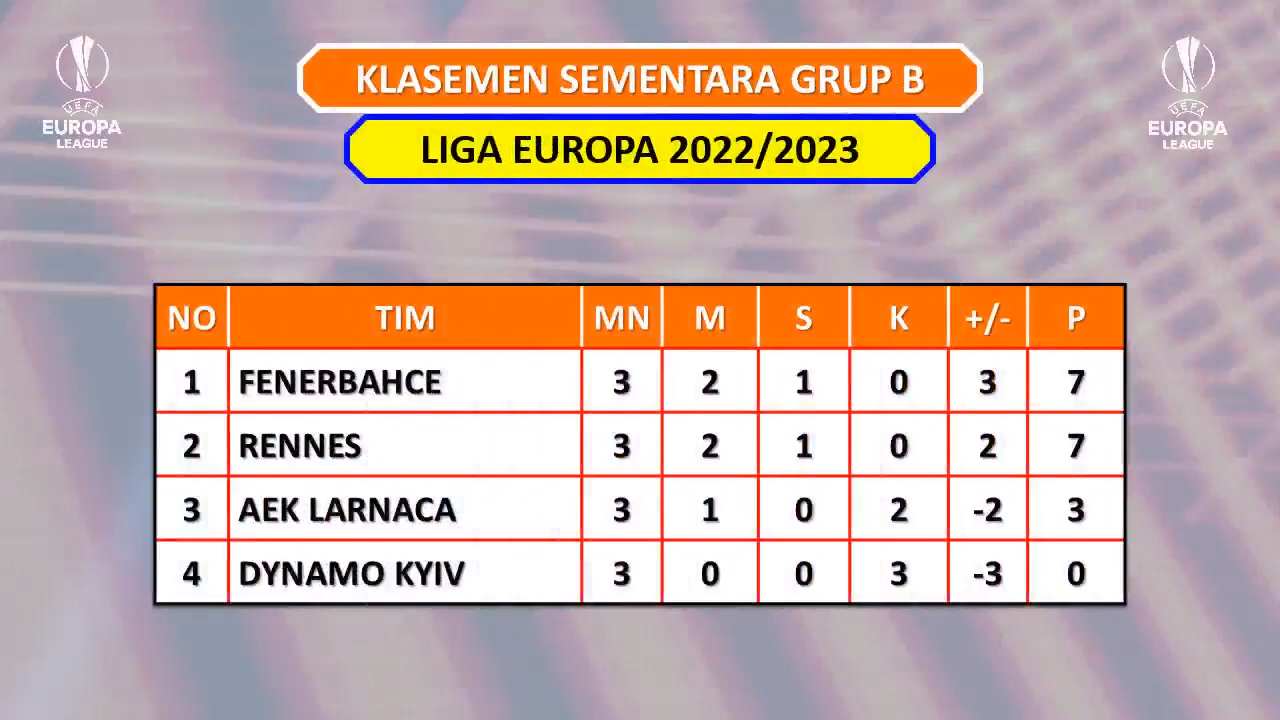 UEFA
EUROPA
LEAGUE
KLASEMEN SEMENTARA GRUP B
LIGA EUROPA 2022/2023
UEFA
EUROPA
LEAGUE
NO TIM MN M S K +/- P
1 FENERBAHCE 3 2 1 0 3 7
2 RENNES 3 2 1 0 2 7
3 AEK LARNACA 3 1 0 2 -2 3
4 DYNAMO KYIV 3 0 0 3 -3 0